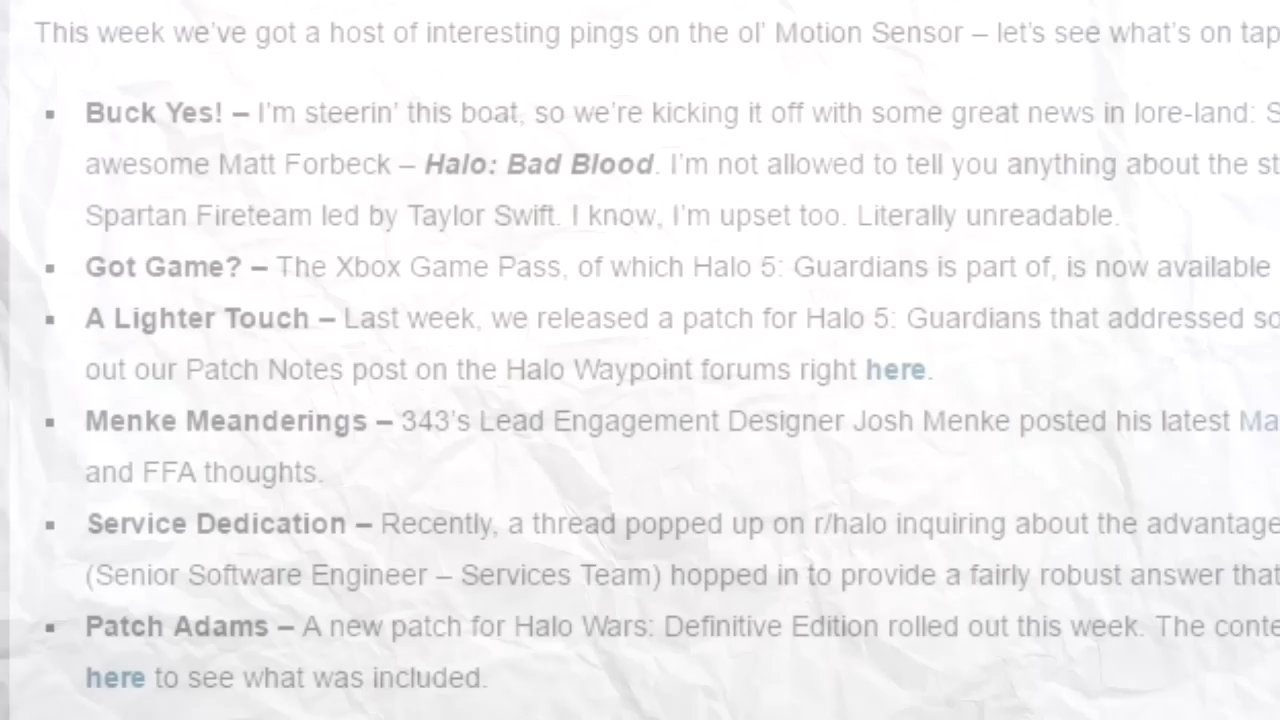 This week we've got a host of interesting pings on the ol' Motion Sensor – let's see what's on tap
▪ Buck Yes! – I'm steerin' this boat, so we're kicking it off with some great news in lore-land: S
awesome Matt Forbeck – Halo: Bad Blood. I'm not allowed to tell you anything about the st
Spartan Fireteam led by Taylor Swift. I know, I'm upset too. Literally unreadable.
▪ Got Game? – The Xbox Game Pass, of which Halo 5: Guardians is part of, is now available
▪ A Lighter Touch – Last week, we released a patch for Halo 5: Guardians that addressed so
out our Patch Notes post on the Halo Waypoint forums right here.
▪ Menke Meanderings – 343's Lead Engagement Designer Josh Menke posted his latest Ma
and FFA thoughts.
▪ Service Dedication – Recently, a thread popped up on r/halo inquiring about the advantage
(Senior Software Engineer – Services Team) hopped in to provide a fairly robust answer that
▪ Patch Adams – A new patch for Halo Wars: Definitive Edition rolled out this week. The conte
here to see what was included.